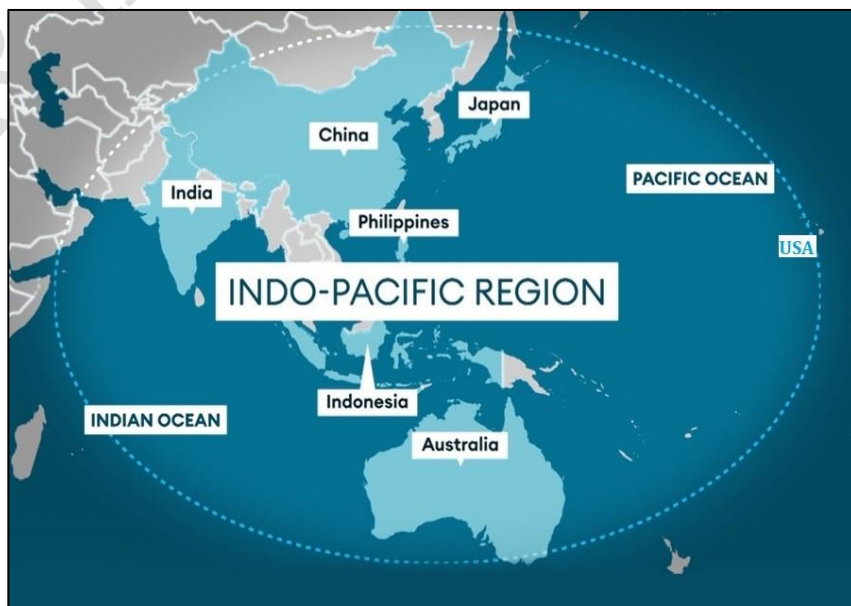 Japan
China
PACIFIC OCEAN
India
Philippines
USA
INDO-PACIFIC REGION
Indonesia
INDIAN OCEAN
Australia